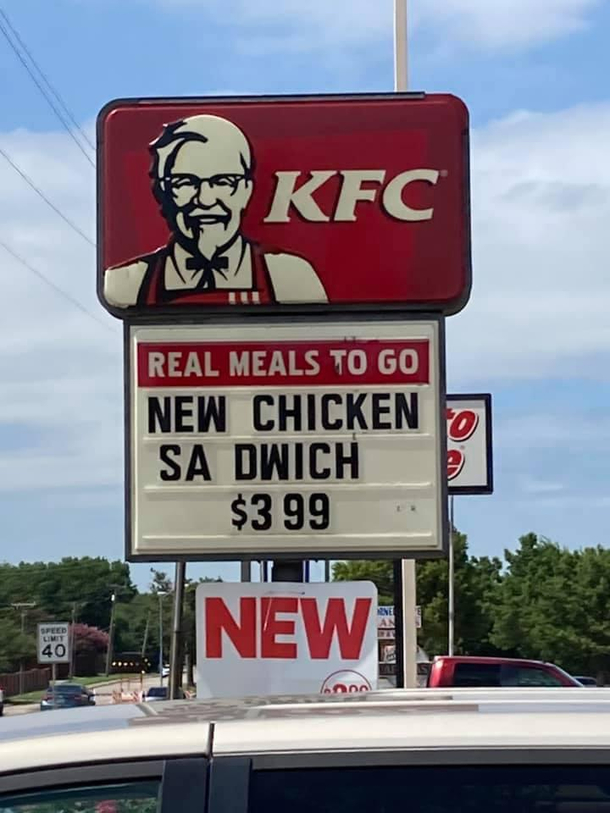 KFC
REAL MEALS TO GO
NEW CHICKEN
SA DWICH
$3 99
NEW
SPEED
LIMIT
40